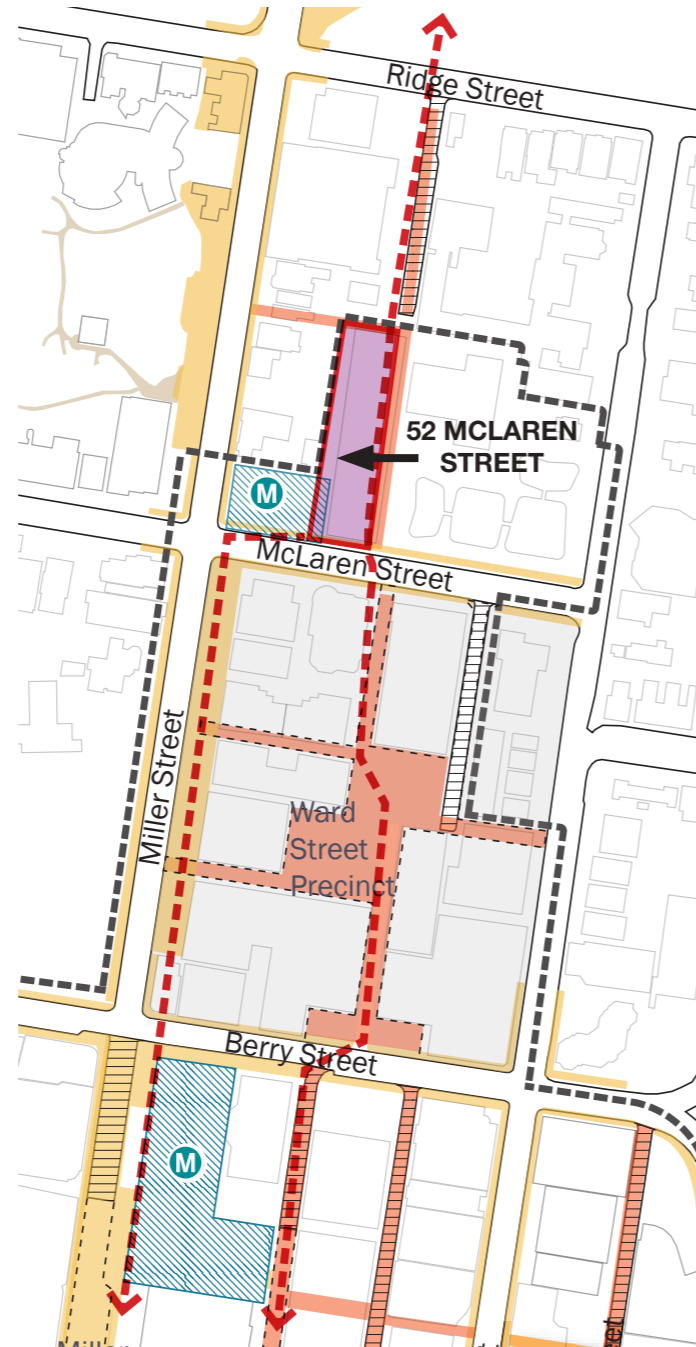 Ridge Street
52 MCLAREN
STREET
M
McLaren Street
Miller Street
Ward
Street
Precinct
Berry Street
M